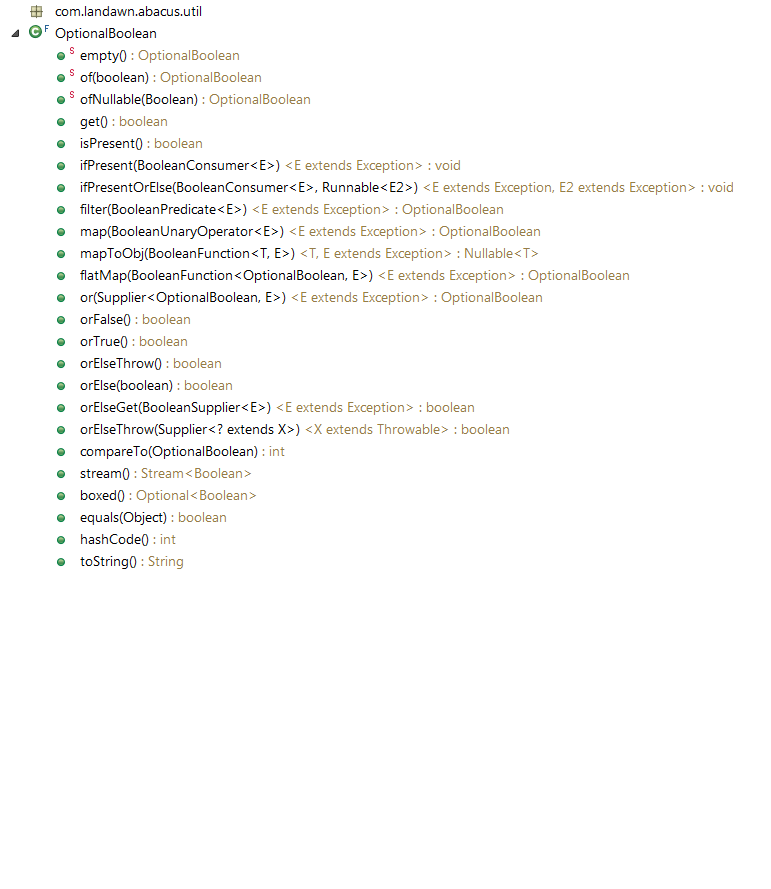 com.landawn.abacus.util
C F OptionalBoolean
S empty() : OptionalBoolean
S of(boolean) : OptionalBoolean
S ofNullable(Boolean) : OptionalBoolean
get() : boolean
isPresent() : boolean
ifPresent(BooleanConsumer<E>) <E extends Exception> : void
ifPresentOrElse(BooleanConsumer<E>, Runnable<E2>) <E extends Exception, E2 extends Exception> : void
filter(BooleanPredicate<E>) <E extends Exception> : OptionalBoolean
map(BooleanUnaryOperator<E>) <E extends Exception> : OptionalBoolean
mapToObj(BooleanFunction<T, E>) <T, E extends Exception> : Nullable<T>
flatMap(BooleanFunction<OptionalBoolean, E>) <E extends Exception> : OptionalBoolean
or(Supplier<OptionalBoolean, E>) <E extends Exception> : OptionalBoolean
orFalse() : boolean
orTrue() : boolean
orElseThrow() : boolean
orElse(boolean) : boolean
orElseGet(BooleanSupplier<E>) <E extends Exception> : boolean
orElseThrow(Supplier<? extends X>) <X extends Throwable> : boolean
compareTo(OptionalBoolean) : int
stream() : Stream<Boolean>
boxed() : Optional<Boolean>
equals(Object) : boolean
hashCode() : int
toString() : String